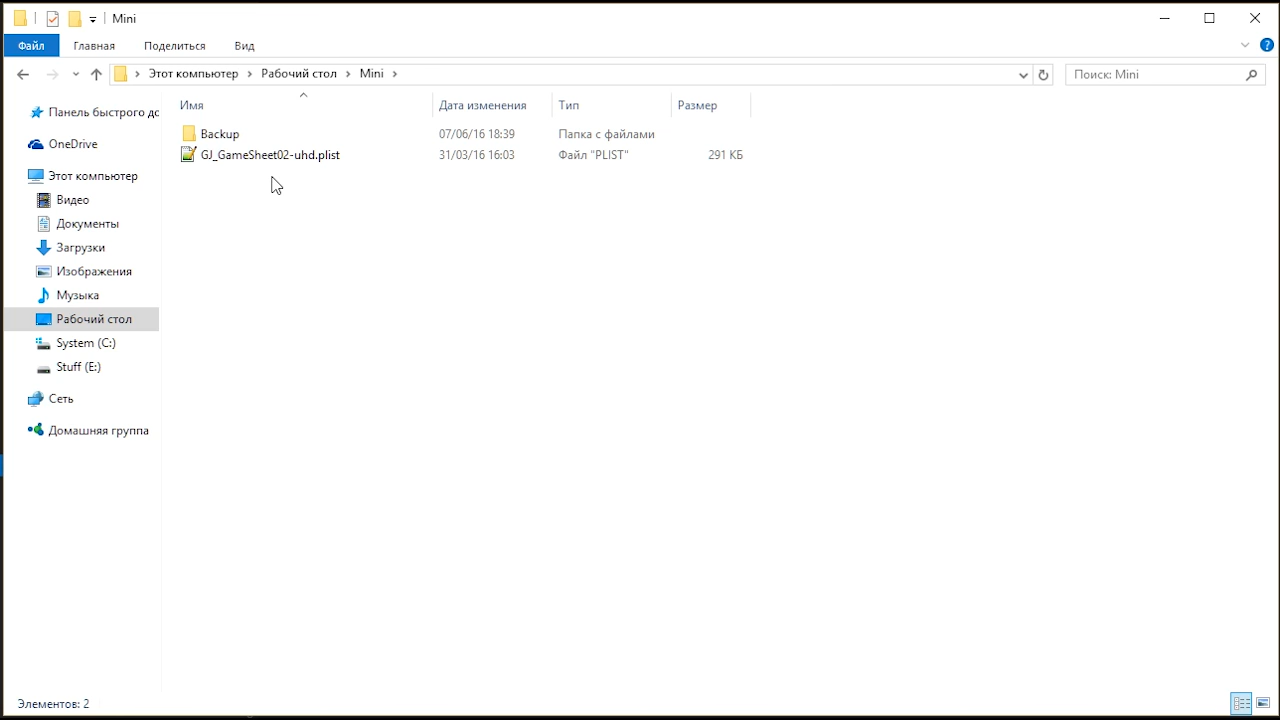 Mini
Файл Главная Поделиться Вид
Этот компьютер Рабочий стол Mini Поиск: Mini
Имя Дата изменения Тип Размер
Backup 07/06/16 18:39 Папка с файлами
GJ_GameSheet02-uhd.plist 31/03/16 16:03 Файл "PLIST" 291 КБ
Панель быстрого до
OneDrive
Этот компьютер
Видео
Документы
Загрузки
Изображения
Музыка
Рабочий стол
System (C:)
Stuff (E:)
Сеть
Домашняя группа
Элементов: 2